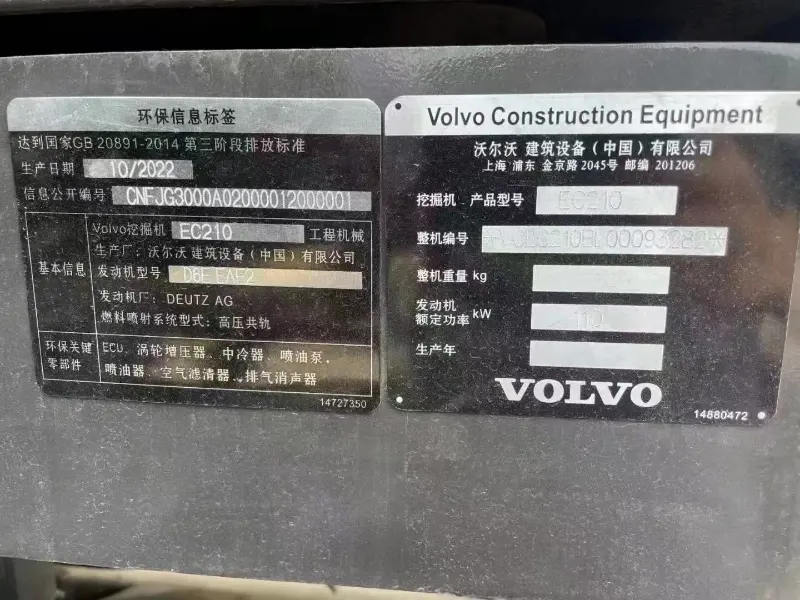 环保信息标签
达到国家GB 20891-2014 第三阶段排放标准
生产日期 10/2022
信息公开编号 CNFJG3000A02000012000001
基本信息
Volvo挖掘机 EC210 工程机械
生产厂: 沃尔沃 建筑设备 (中国) 有限公司
发动机型号
发动机厂: DEUTZ AG
燃料喷射系统型式: 高压共轨
环保关键
零部件
ECU、涡轮增压器、中冷器、喷油泵,
喷油器、空气滤清器、排气消声器
14727350
Volvo Construction Equipment
沃尔沃 建筑设备 (中国) 有限公司
上海 浦东 金京路 2045号 邮编 201206
挖掘机 产品型号 EC210
整机编号
整机重量 kg
发动机
额定功率 kW 110
生产年
VOLVO
14880472